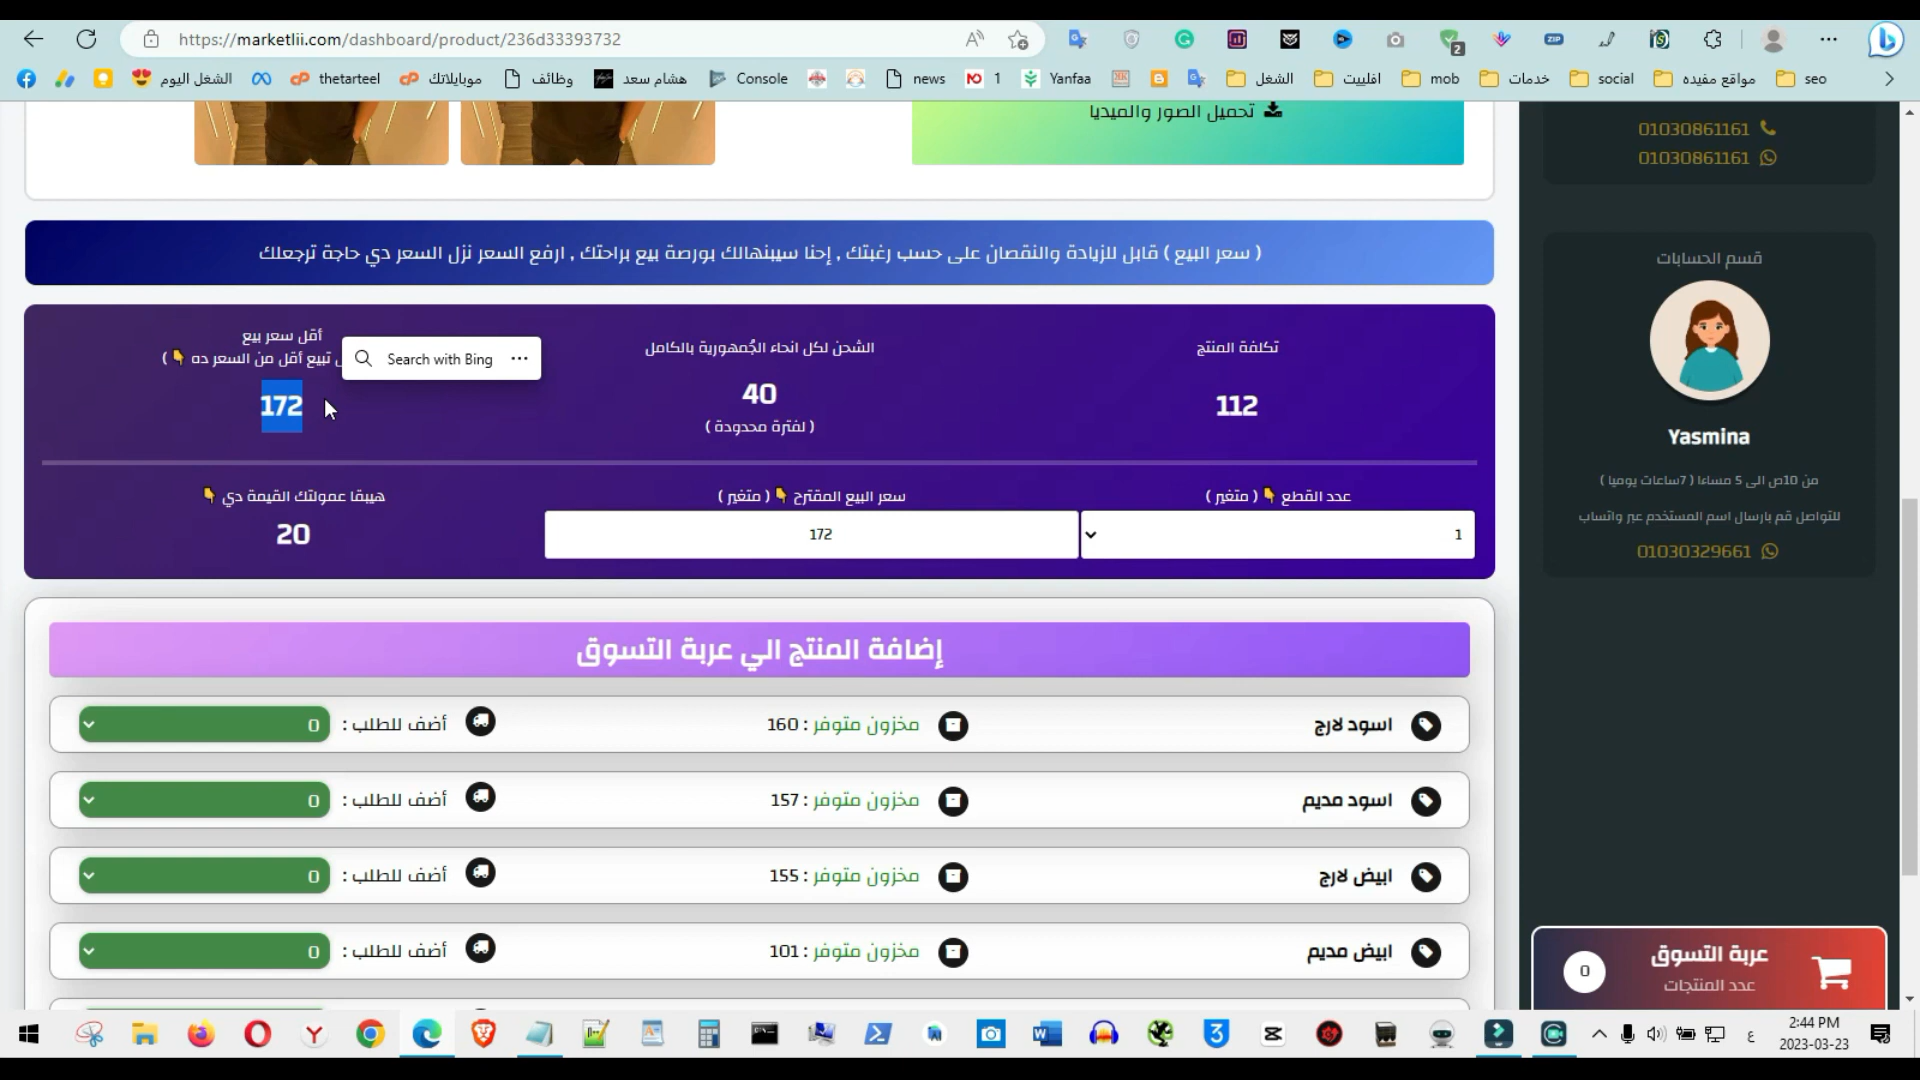 https://marketlii.com/dashboard/product/236d33393732
الشغل اليوم
thetarteel
موبايلاتك
وظائف
هشام سعد
Console
news
1
Yanfaa
الشغل
افلييت
mob
خدمات
social
مواقع مفيده
seo
تحميل الصور والميديا
01030861161
01030861161
( سعر البيع ) قابل للزيادة والنقصان على حسب رغبتك , إحنا سيبنهالك بورصة بيع براحتك , ارفع السعر نزل السعر دي حاجة ترجعلك
تكلفة المنتج
112
الشحن لكل انحاء الجُمهورية بالكامل
40
( لفترة محدودة )
أقل سعر بيع
تبيع أقل من السعر ده 👇 )
Search with Bing
172
عدد القطع 👇 ( متغير )
1
سعر البيع المقترح 👇 ( متغير )
172
هيبقا عمولتك القيمة دي 👇
20
قسم الحسابات
Yasmina
من 10ص الى 5 مساءا ( 7ساعات يوميا )
للتواصل قم بارسال اسم المستخدم عبر واتساب
01030329661
إضافة المنتج الي عربة التسوق
اسود لارج
مخزون متوفر : 160
أضف للطلب : 0
اسود مديم
مخزون متوفر : 157
أضف للطلب : 0
ابيض لارج
مخزون متوفر : 155
أضف للطلب : 0
ابيض مديم
مخزون متوفر : 101
أضف للطلب : 0
عربة التسوق
عدد المنتجات
0
ع
2:44 PM
2023-03-23